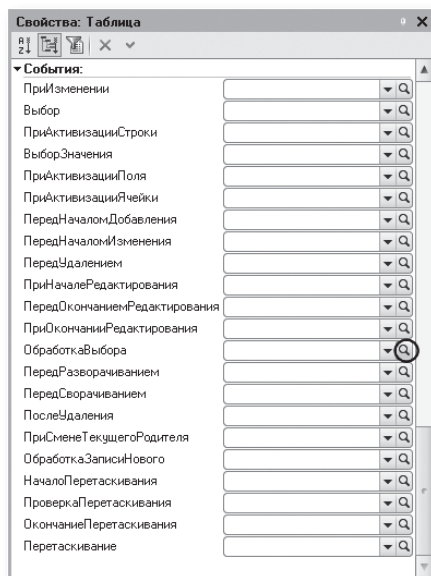 Свойства: Таблица
События:
ПриИзменении
Выбор
ПриАктивизацииСтроки
ВыборЗначения
ПриАктивизацииПоля
ПриАктивизацииЯчейки
ПередНачаломДобавления
ПередНачаломИзменения
ПередУдалением
ПриНачалеРедактирования
ПередОкончаниемРедактирования
ПриОкончанииРедактирования
ОбработкаВыбора
ПередРазворачиванием
ПередСворачиванием
ПослеУдаления
ПриСменеТекущегоРодителя
ОбработкаЗаписиНового
НачалоПеретаскивания
ПроверкаПеретаскивания
ОкончаниеПеретаскивания
Перетаскивание